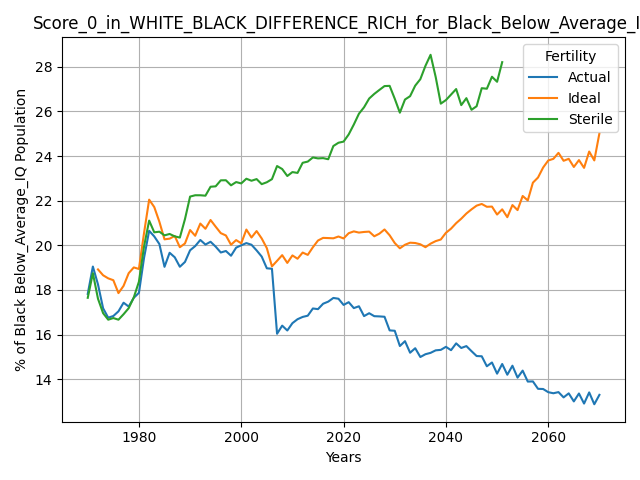 Score_0_in_WHITE_BLACK_DIFFERENCE_RICH_for_Black_Below_Average_I
% of Black Below_Average_IQ Population
28
26
24
22
20
18
16
14
Fertility
Actual
Ideal
Sterile
1980
2000
2020
2040
2060
Years